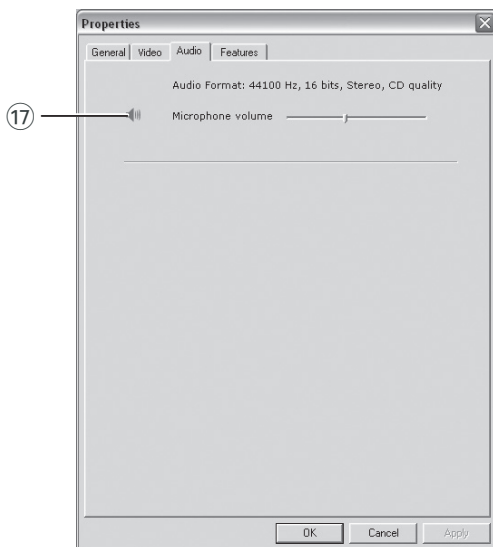 Properties
General Video Audio Features
Audio Format: 44100 Hz, 16 bits, Stereo, CD quality
17
Microphone volume
OK Cancel Apply